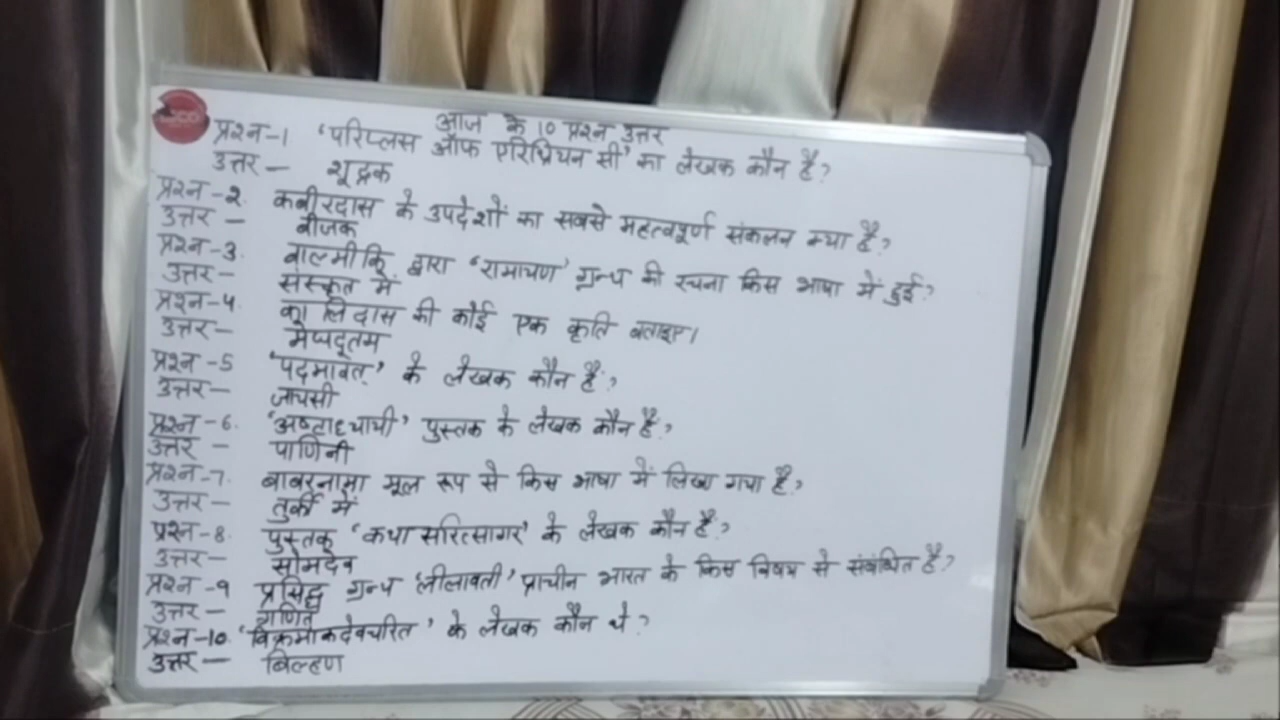 आज के 10 प्रश्न उत्तर
प्रश्न-1 'परिप्लस ऑफ एरिथ्रियन सी' का लेखक कौन है?
उत्तर- शूद्रक
प्रश्न-2. कबीरदास के उपदेशों का सबसे महत्वपूर्ण संकलन क्या है?
उत्तर- बीजक
प्रश्न-3. बाल्मीकि द्वारा 'रामायण' ग्रन्थ की रचना किस भाषा में हुई?
उत्तर- संस्कृत में
प्रश्न-4. कालिदास की कोई एक कृति बताइए।
उत्तर- मेघदूतम
प्रश्न-5 'पदमावत' के लेखक कौन हैं?
उत्तर- जायसी
प्रश्न-6. 'अष्टाध्यायी' पुस्तक के लेखक कौन हैं?
उत्तर- पाणिनी
प्रश्न-7. बाबरनामा मूल रूप से किस भाषा में लिखा गया है?
उत्तर- तुर्की में
प्रश्न-8. पुस्तक 'कथा सरित्सागर' के लेखक कौन हैं?
उत्तर- सोमदेव
प्रश्न-9 प्रसिद्ध ग्रन्थ 'लीलावती' प्राचीन भारत के किस विषय से संबंधित है?
उत्तर- गणित
प्रश्न-10. 'विक्रमांकदेवचरित' के लेखक कौन थे?
उत्तर- बिल्हण